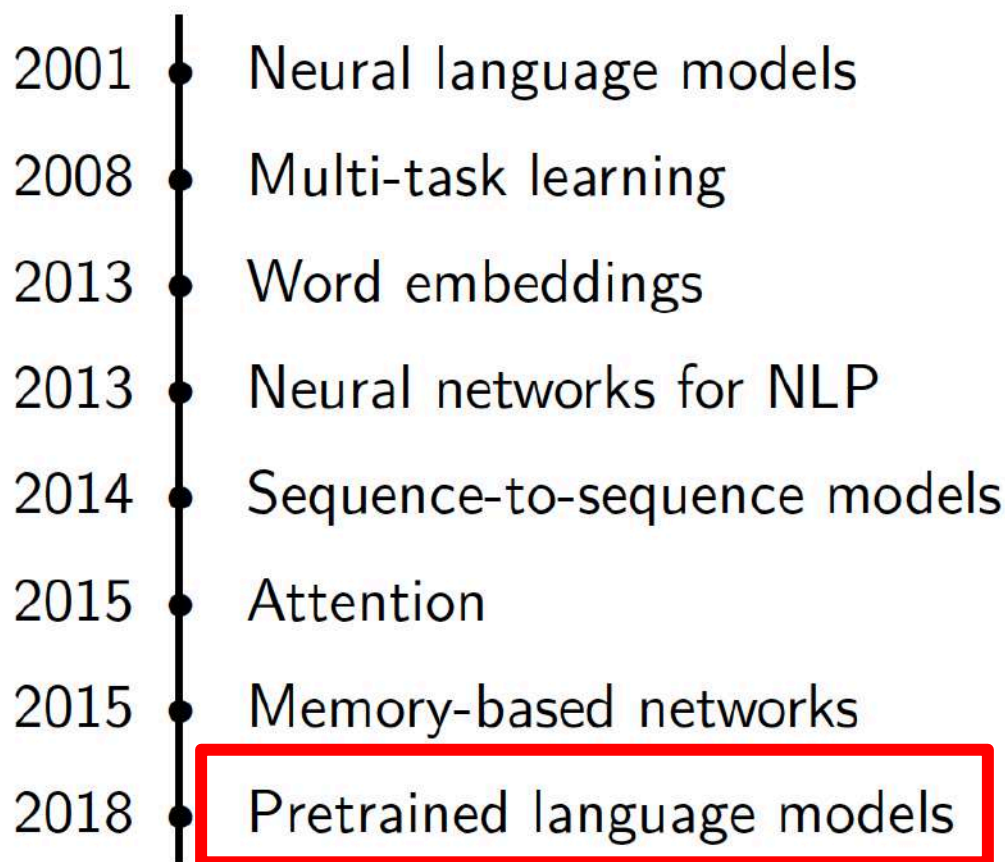 2001 Neural language models
2008 Multi-task learning
2013 Word embeddings
2013 Neural networks for NLP
2014 Sequence-to-sequence models
2015 Attention
2015 Memory-based networks
2018 Pretrained language models